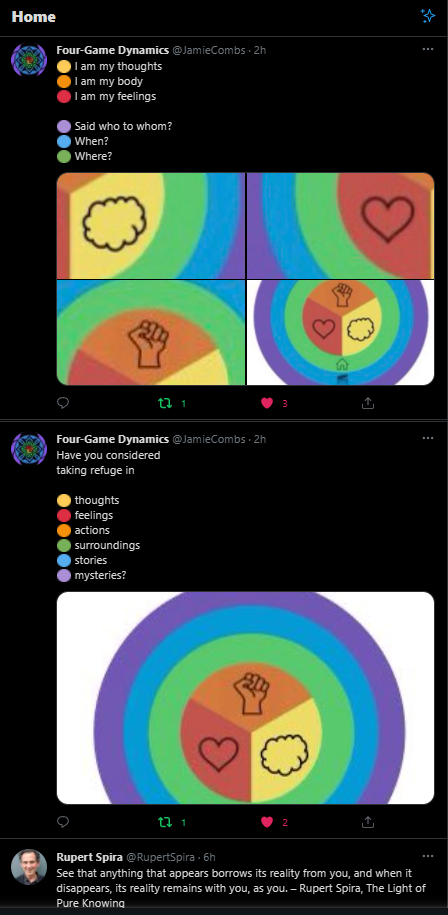 Home
Four-Game Dynamics @JamieCombs · 2h
I am my thoughts
I am my body
I am my feelings
Said who to whom?
When?
Where?
1
3
Four-Game Dynamics @JamieCombs · 2h
Have you considered
taking refuge in
thoughts
feelings
actions
surroundings
stories
mysteries?
1
2
Rupert Spira @RupertSpira · 6h
See that anything that appears borrows its reality from you, and when it
disappears, its reality remains with you, as you. – Rupert Spira, The Light of
Pure Knowing